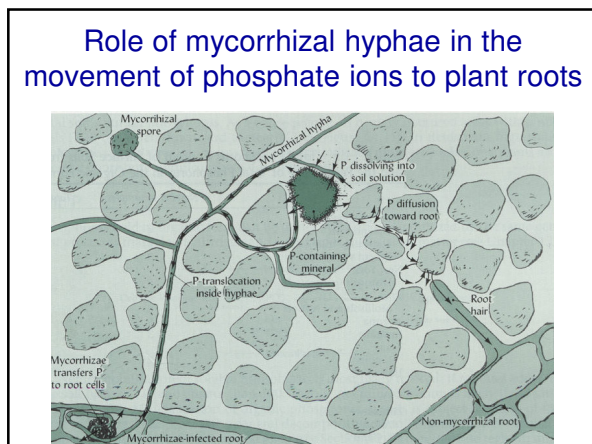 Role of mycorrhizal hyphae in the
movement of phosphate ions to plant roots
Mycorrihizal
spore
Mycorrhizal hypha
P dissolving into
soil solution
P diffusion
toward root
P-containing
mineral
P-translocation
inside hyphae
Root
hair
Mycorrhizae
transfers P
to root cells
Mycorrhizae-infected root
Non-mycorrhizal root